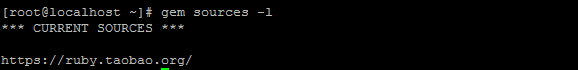 [root@localhost ~]# gem sources -l
*** CURRENT SOURCES ***
https://ruby.taobao.org/